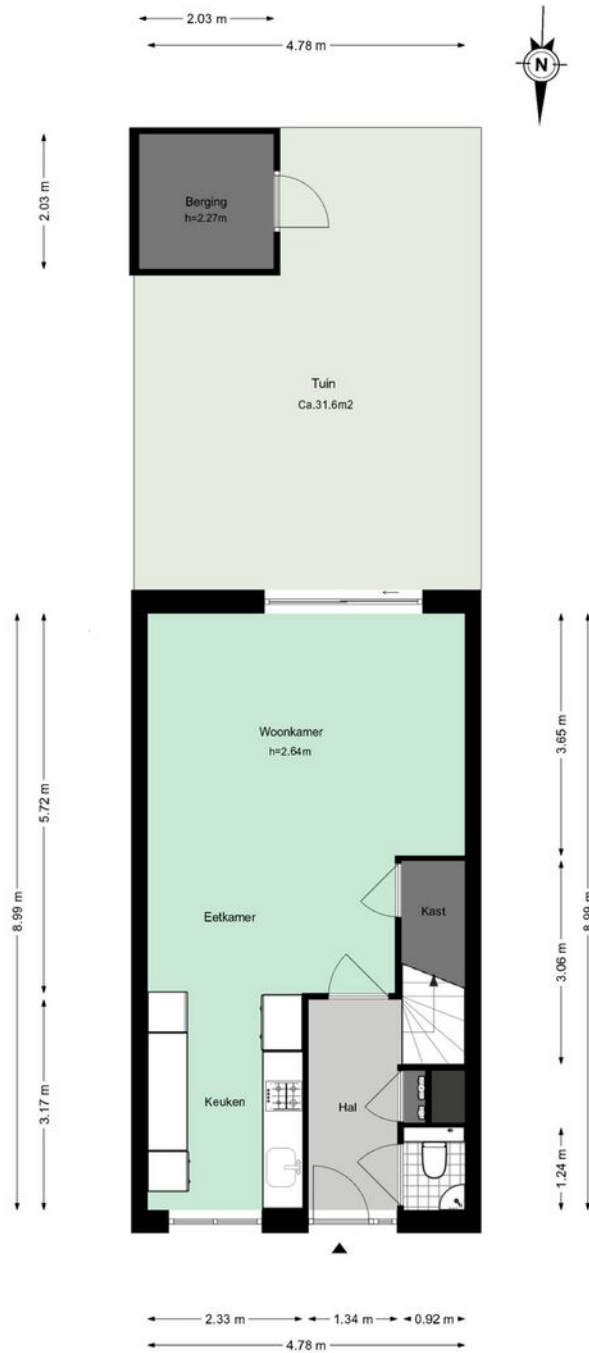 2.03 m
4.78 m
N
2.03 m
Berging
h=2.27m
Tuin
Ca.31.6m2
8.99 m
5.72 m
Woonkamer
h=2.64m
3.65 m
8.99 m
Eetkamer
Kast
3.06 m
3.17 m
Keuken
Hal
1.24 m
2.33 m
1.34 m
0.92 m
4.78 m